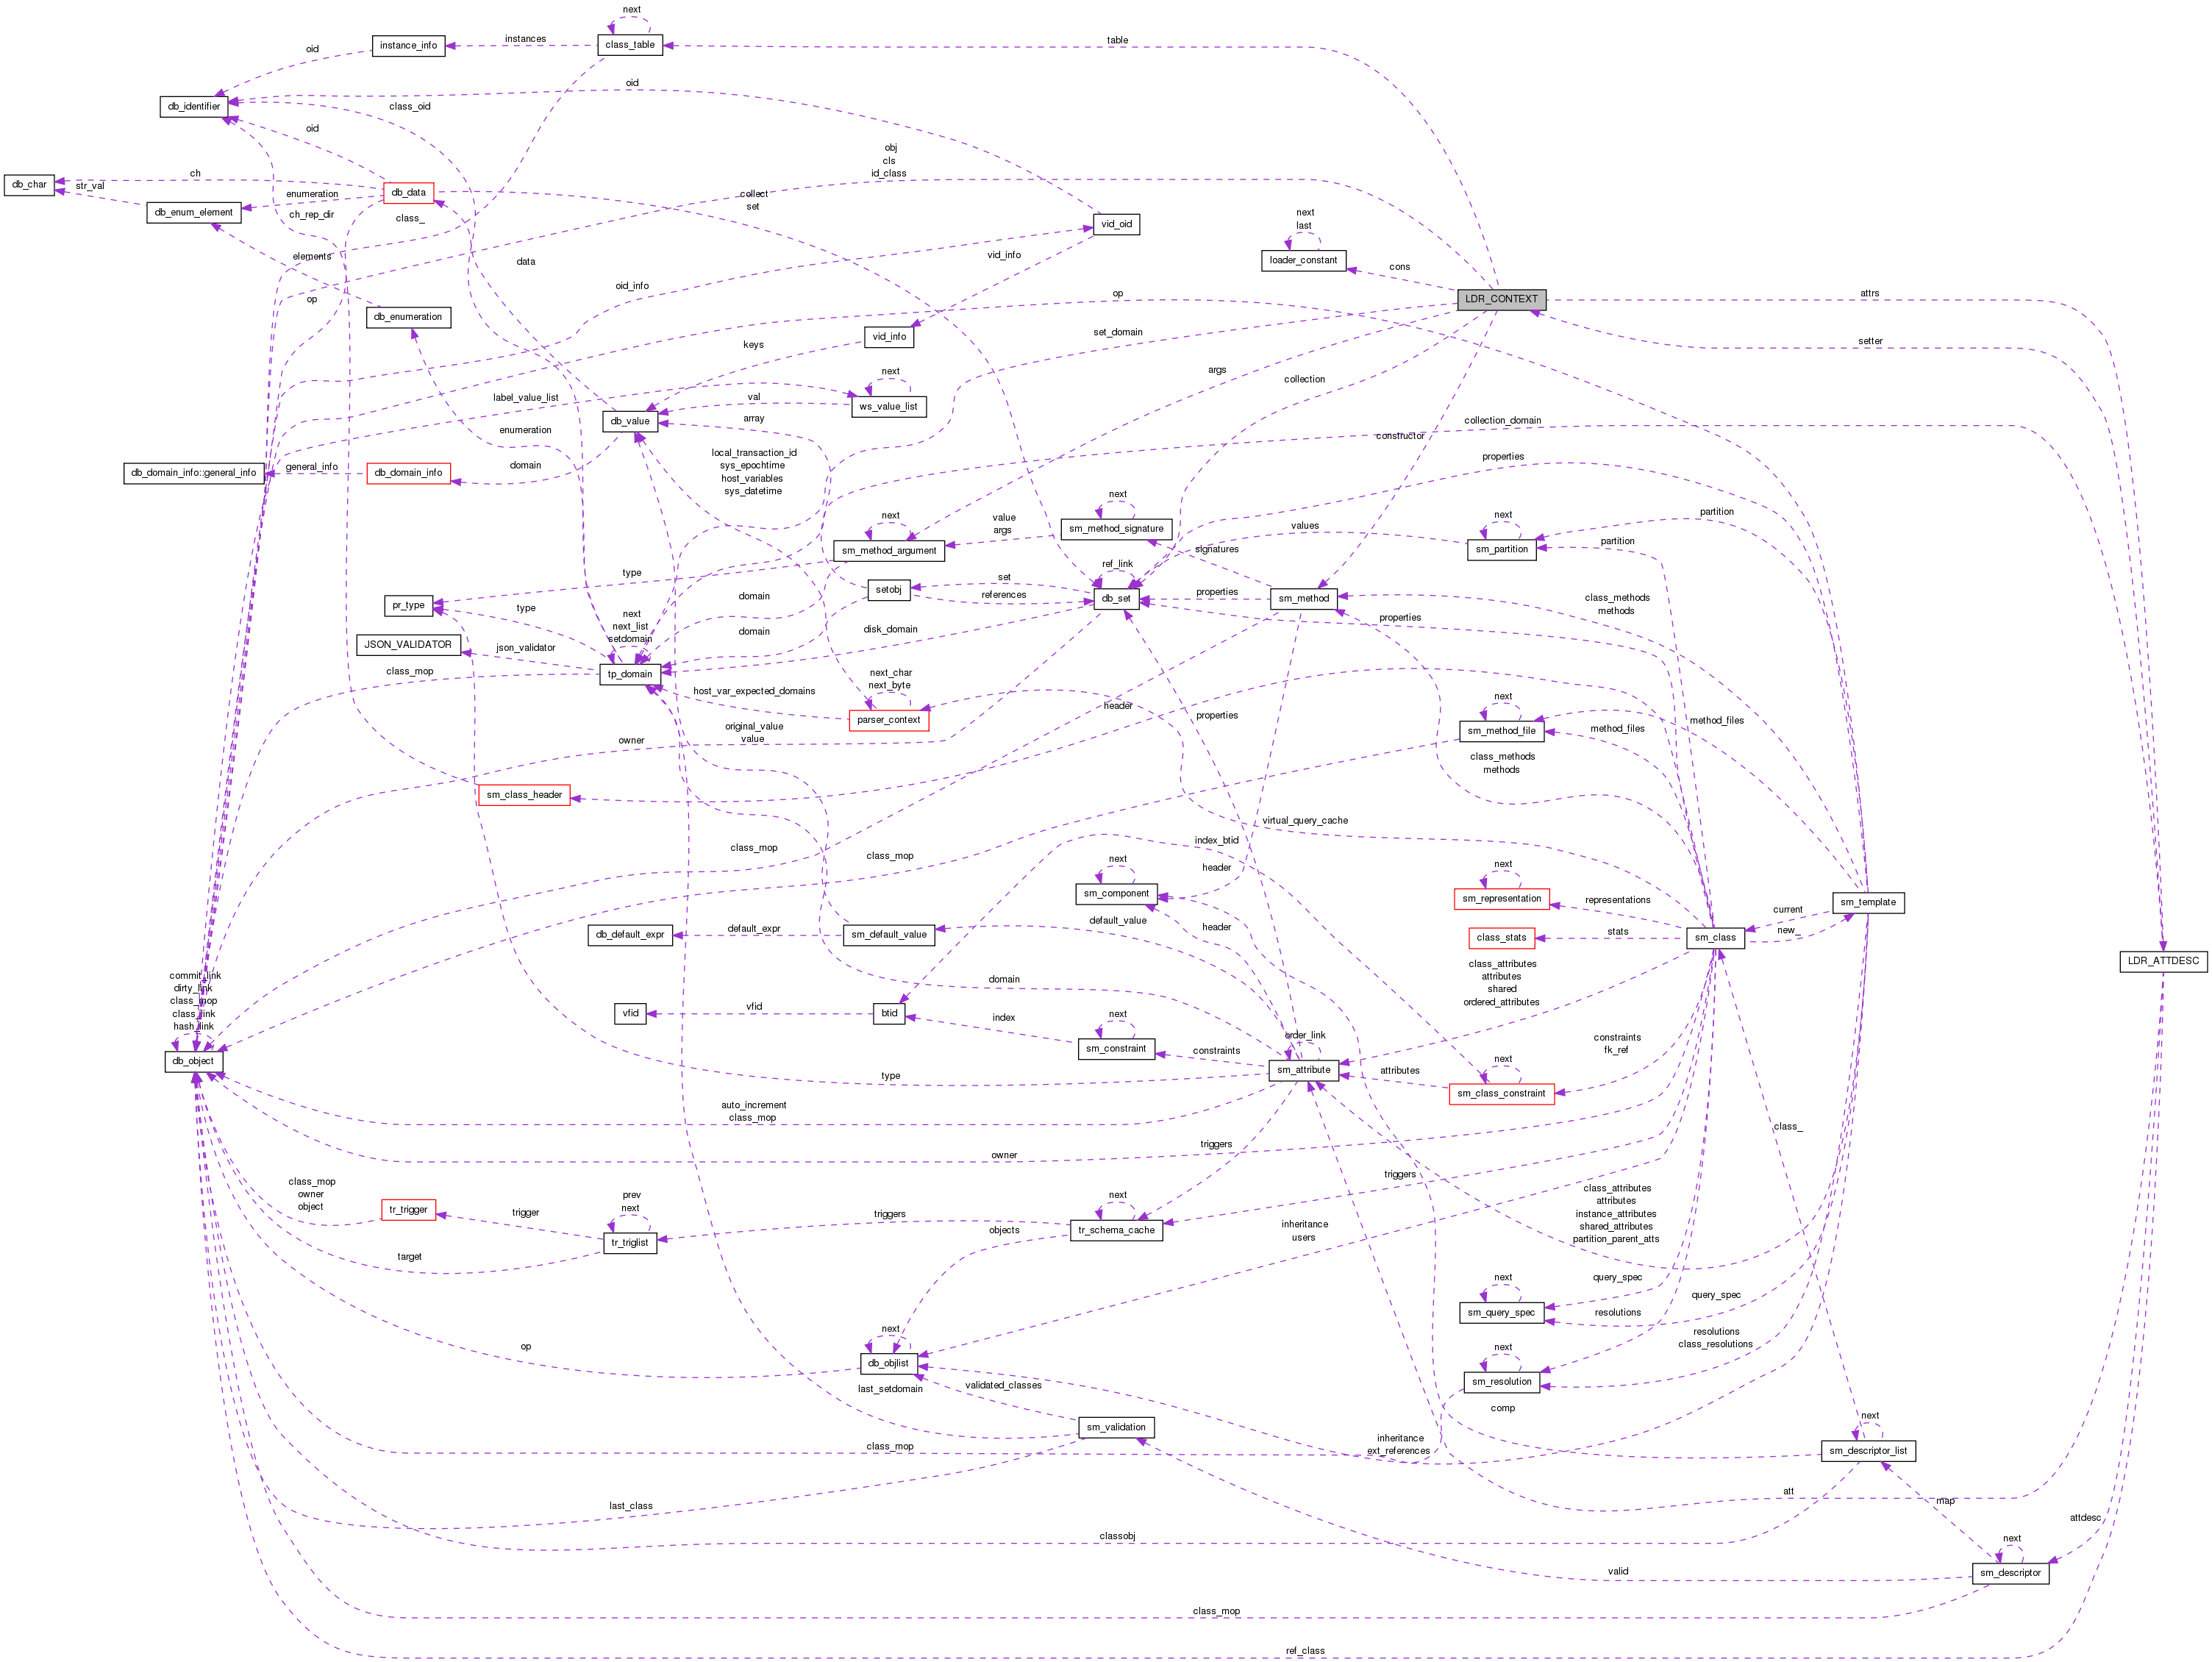 next
instance_info
instances
class_table
table
oid
oid
db_identifier
class_oid
oid
obj
cls
id_class
ch
db_char
str_val
db_data
enumeration
collect
set
db_enum_element
ch_rep_dir
class_
next
last
vid_oid
elements
data
vid_info
loader_constant
cons
oid_info
op
op
LDR_CONTEXT
attrs
db_enumeration
vid_info
set_domain
setter
keys
args
next
collection
label_value_list
val
ws_value_list
db_value
array
enumeration
constructor
collection_domain
local_transaction_id
sys_epochtime
host_variables
sys_datetime
properties
db_domain_info::general_info
general_info
db_domain_info
domain
next
next
next
partition
value
args
sm_method_signature
values
sm_partition
partition
sm_method_argument
signatures
ref_link
type
set
setobj
references
db_set
properties
sm_method
class_methods
methods
pr_type
type
domain
next
next_list
setdomain
properties
JSON_VALIDATOR
json_validator
domain
disk_domain
class_mop
tp_domain
next_char
next_byte
host_var_expected_domains
parser_context
header
properties
next
method_files
method_files
sm_method_file
original_value
value
owner
class_methods
methods
sm_class_header
virtual_query_cache
index_btid
class_mop
class_mop
next
header
next
sm_component
sm_representation
representations
sm_template
current
default_value
header
db_default_expr
default_expr
sm_default_value
class_stats
stats
sm_class
new_
LDR_ATTDESC
commit_link
dirty_link
class_mop
class_link
hash_link
domain
class_attributes
attributes
shared
ordered_attributes
vfid
vfid
btid
index
next
sm_constraint
constraints
order_link
constraints
fk_ref
next
db_object
type
sm_attribute
attributes
sm_class_constraint
auto_increment
class_mop
class_
triggers
owner
triggers
class_mop
owner
object
tr_trigger
trigger
prev
next
tr_triglist
triggers
next
tr_schema_cache
objects
inheritance
users
class_attributes
attributes
instance_attributes
shared_attributes
partition_parent_atts
target
next
query_spec
query_spec
sm_query_spec
resolutions
op
next
db_objlist
last_setdomain
validated_classes
next
sm_resolution
resolutions
class_resolutions
comp
sm_validation
class_mop
inheritance
ext_references
next
sm_descriptor_list
last_class
att
map
attdesc
classobj
next
valid
sm_descriptor
class_mop
ref_class